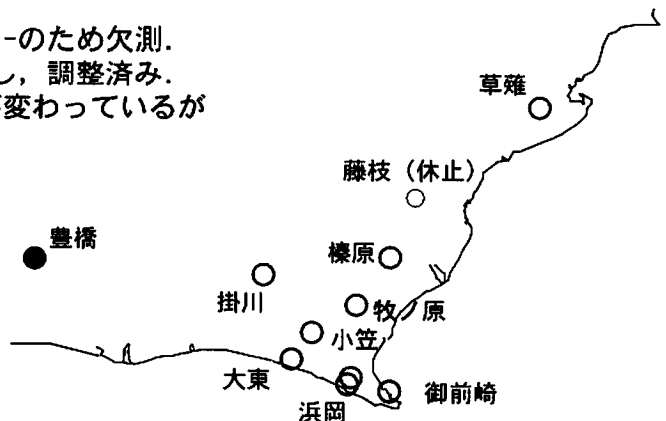 -のため欠測.
し, 調整済み.
変わっているが
草薙
藤枝（休止）
豊橋
榛原
掛川
牧ノ原
小笠
大東
浜岡
御前崎